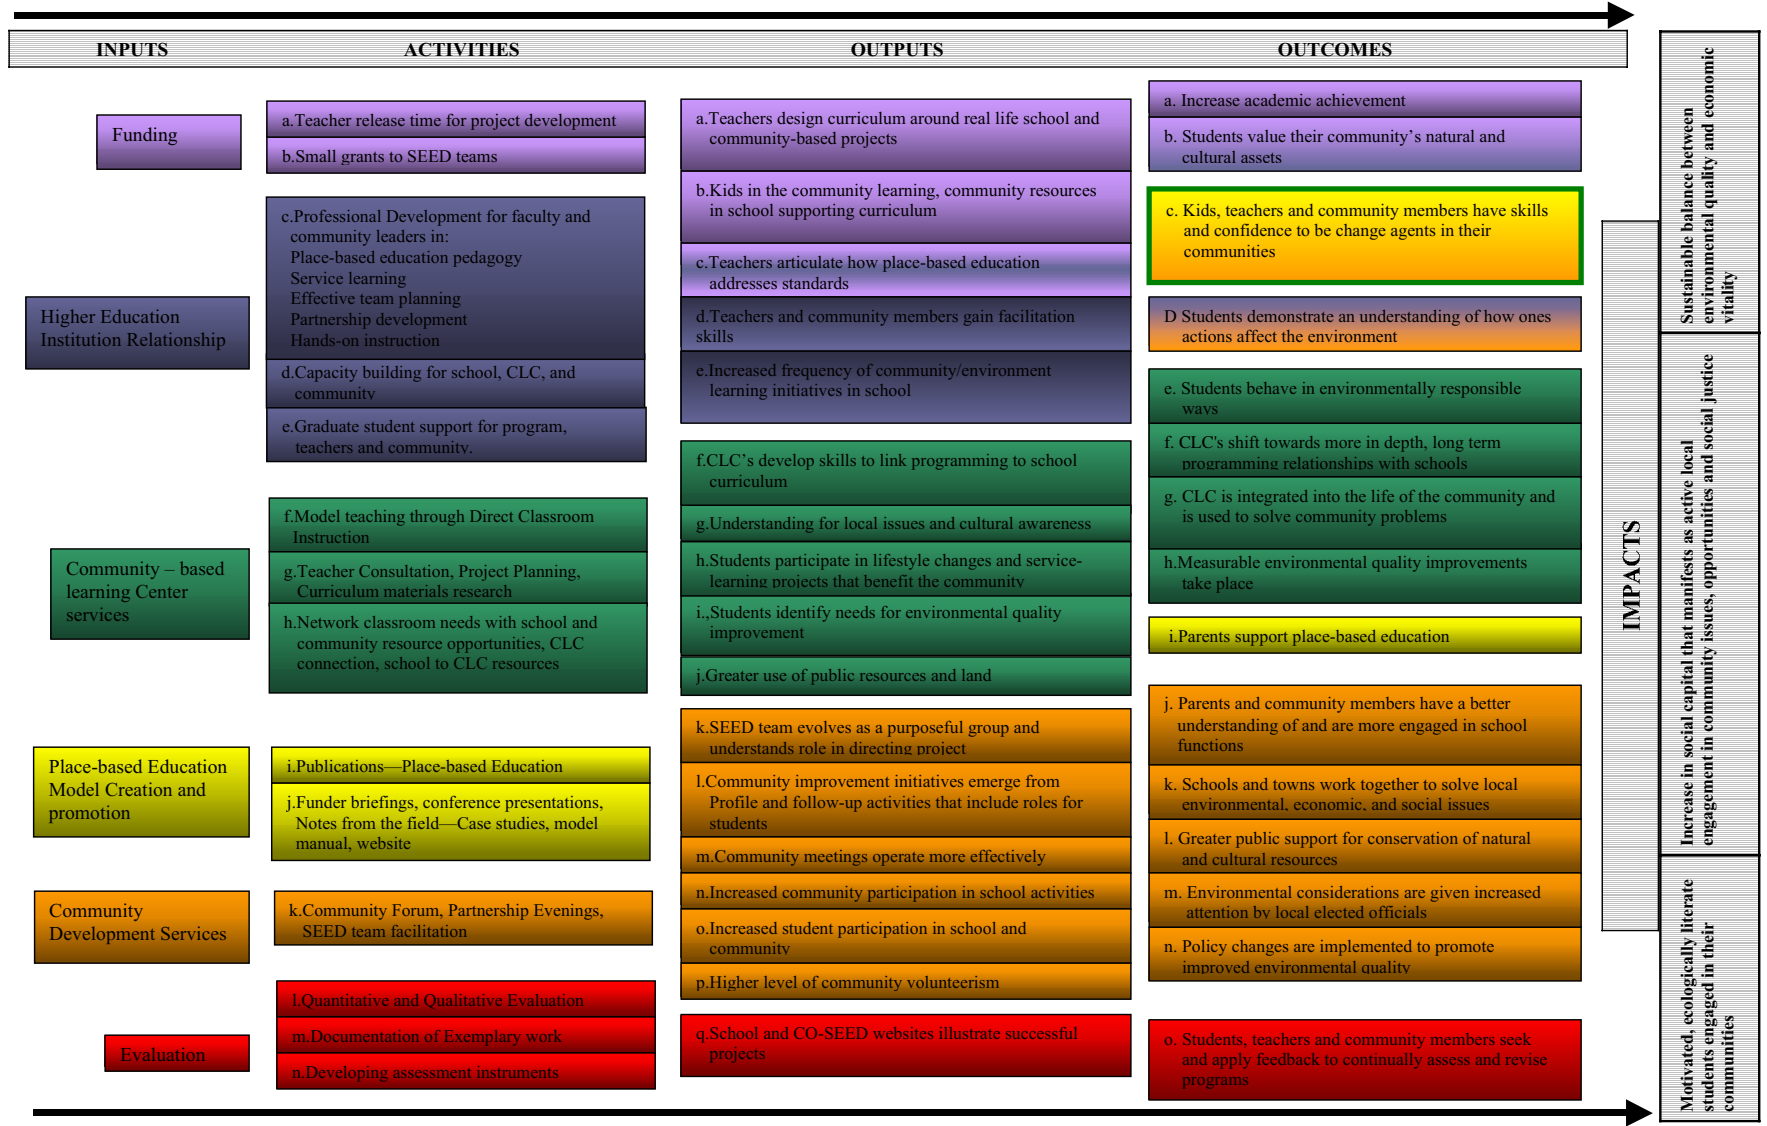 INPUTS
ACTIVITIES
OUTPUTS
OUTCOMES
Funding
Higher Education
Institution Relationship
Community – based
learning Center
services
Place-based Education
Model Creation and
promotion
Community
Development Services
Evaluation
a.Teacher release time for project development
b.Small grants to SEED teams
c.Professional Development for faculty and
community leaders in:
Place-based education pedagogy
Service learning
Effective team planning
Partnership development
Hands-on instruction
d.Capacity building for school, CLC, and
community
e.Graduate student support for program,
teachers and community.
f.Model teaching through Direct Classroom
Instruction
g.Teacher Consultation, Project Planning,
Curriculum materials research
h.Network classroom needs with school and
community resource opportunities, CLC
connection, school to CLC resources
i.Publications—Place-based Education
j.Funder briefings, conference presentations,
Notes from the field—Case studies, model
manual, website
k.Community Forum, Partnership Evenings,
SEED team facilitation
l.Quantitative and Qualitative Evaluation
m.Documentation of Exemplary work
n.Developing assessment instruments
a.Teachers design curriculum around real life school and
community-based projects
b.Kids in the community learning, community resources
in school supporting curriculum
c.Teachers articulate how place-based education
addresses standards
d.Teachers and community members gain facilitation
skills
e.Increased frequency of community/environment
learning initiatives in school
f.CLC’s develop skills to link programming to school
curriculum
g.Understanding for local issues and cultural awareness
h.Students participate in lifestyle changes and service-
learning projects that benefit the community
i.,Students identify needs for environmental quality
improvement
j.Greater use of public resources and land
k.SEED team evolves as a purposeful group and
understands role in directing project
l.Community improvement initiatives emerge from
Profile and follow-up activities that include roles for
students
m.Community meetings operate more effectively
n.Increased community participation in school activities
o.Increased student participation in school and
community
p.Higher level of community volunteerism
q.School and CO-SEED websites illustrate successful
projects
a. Increase academic achievement
b. Students value their community’s natural and
cultural assets
c. Kids, teachers and community members have skills
and confidence to be change agents in their
communities
D Students demonstrate an understanding of how ones
actions affect the environment
e. Students behave in environmentally responsible
ways
f. CLC's shift towards more in depth, long term
programming relationships with schools
g. CLC is integrated into the life of the community and
is used to solve community problems
h.Measurable environmental quality improvements
take place
i.Parents support place-based education
j. Parents and community members have a better
understanding of and are more engaged in school
functions
k. Schools and towns work together to solve local
environmental, economic, and social issues
l. Greater public support for conservation of natural
and cultural resources
m. Environmental considerations are given increased
attention by local elected officials
n. Policy changes are implemented to promote
improved environmental quality
o. Students, teachers and community members seek
and apply feedback to continually assess and revise
programs
IMPACTS
Sustainable balance between
environmental quality and economic
vitality
Increase in social capital that manifests as active local
engagement in community issues, opportunities and social justice
Motivated, ecologically literate
students engaged in their
communities